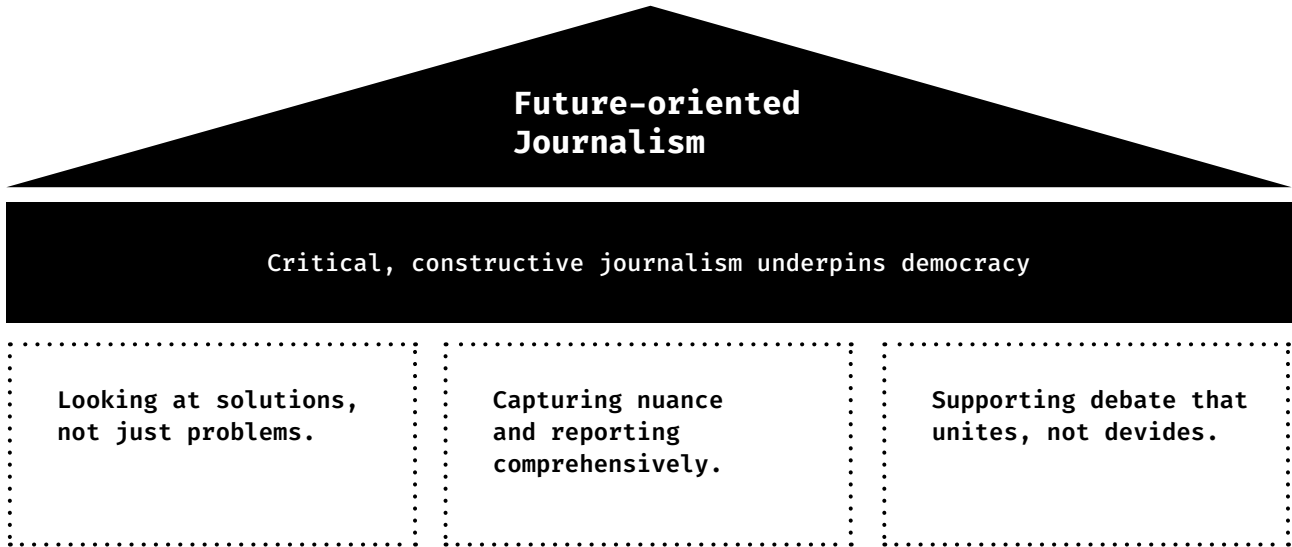 Future-oriented
Journalism
Critical, constructive journalism underpins democracy
Looking at solutions,
not just problems.
Capturing nuance
and reporting
comprehensively.
Supporting debate that
unites, not devides.